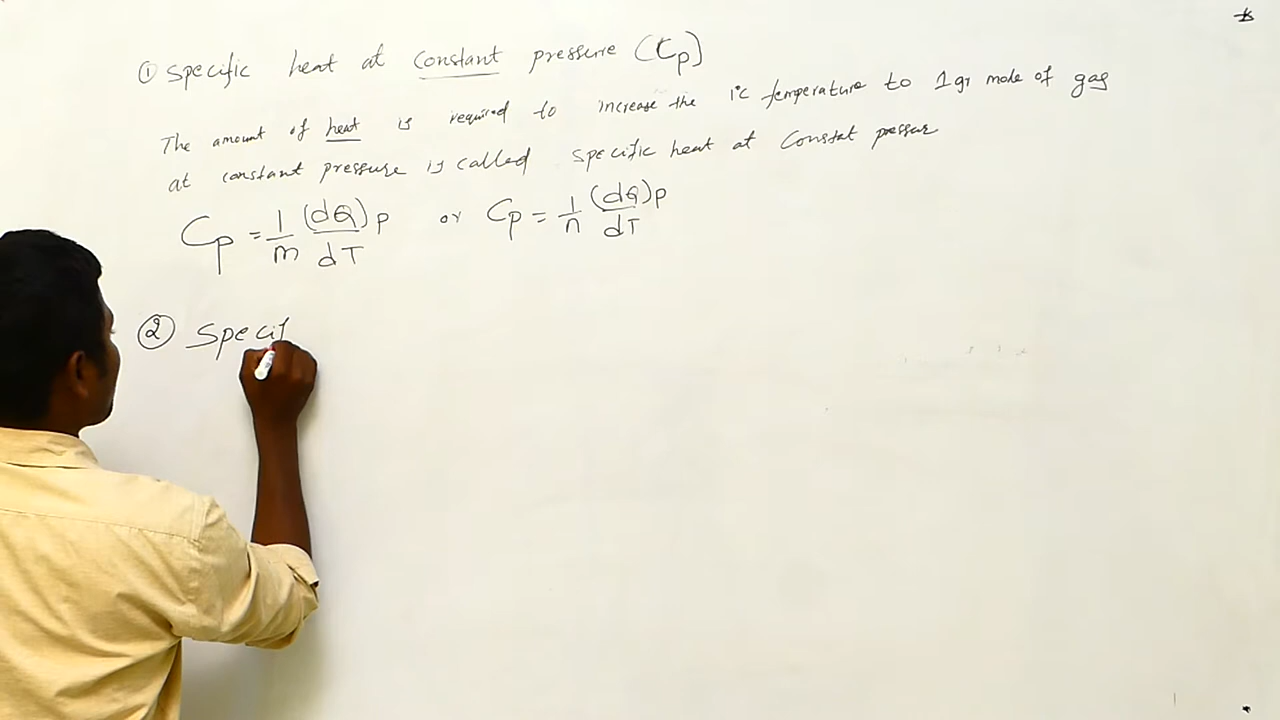 ① Specific heat at constant pressure (Cp)
The amount of heat is required to increase the 1°c temperature to 1 gr mole of gas
at constant pressure is called specific heat at constat pressur
Cp = 1/m (dQ)p/dT or Cp = 1/n (dQ)p/dT
② Specif